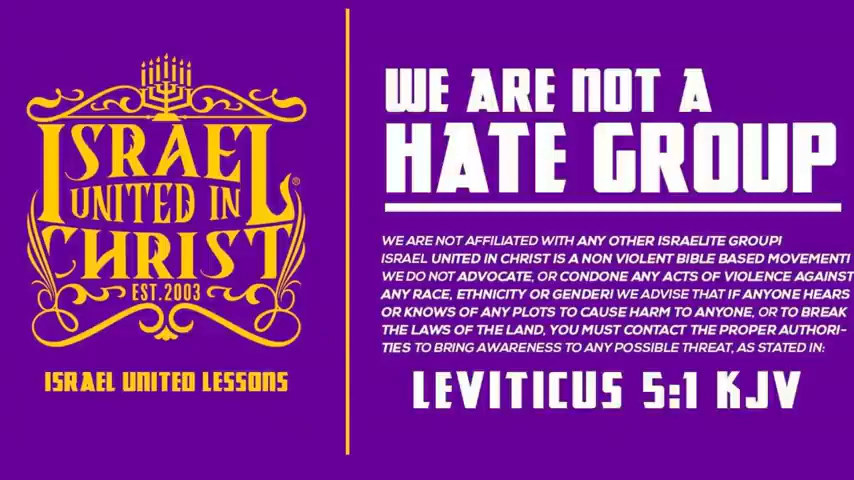 ISRAEL
UNITED IN
CHRIST®
EST. 2003
ISRAEL UNITED LESSONS
WE ARE NOT A
HATE GROUP
WE ARE NOT AFFILIATED WITH ANY OTHER ISRAELITE GROUP!
ISRAEL UNITED IN CHRIST IS A NON VIOLENT BIBLE BASED MOVEMENT!
WE DO NOT ADVOCATE, OR CONDONE ANY ACTS OF VIOLENCE AGAINST
ANY RACE, ETHNICITY OR GENDER! WE ADVISE THAT IF ANYONE HEARS
OR KNOWS OF ANY PLOTS TO CAUSE HARM TO ANYONE, OR TO BREAK
THE LAWS OF THE LAND, YOU MUST CONTACT THE PROPER AUTHORI-
TIES TO BRING AWARENESS TO ANY POSSIBLE THREAT, AS STATED IN:
LEVITICUS 5:1 KJV